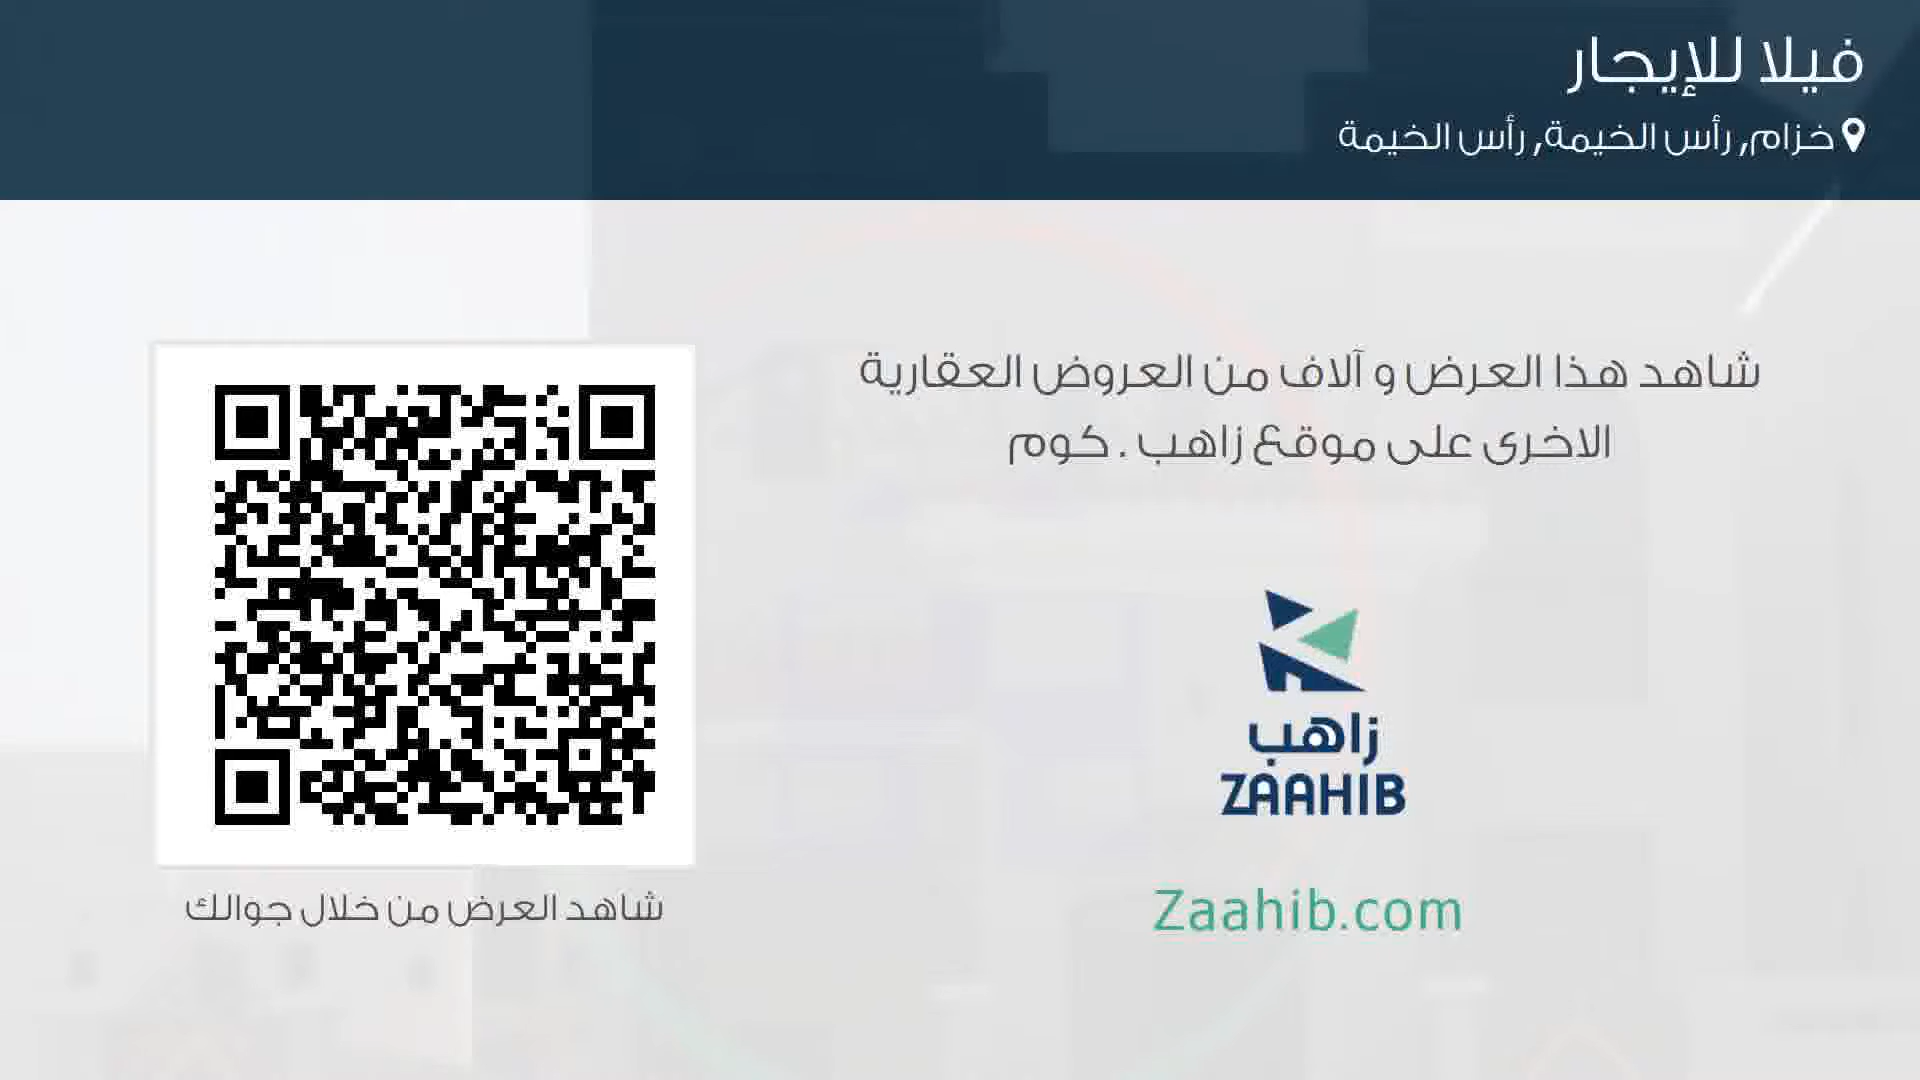 فيلا للإيجار
خزام, رأس الخيمة, رأس الخيمة
شاهد هذا العرض و آلاف من العروض العقارية
الاخرى على موقع زاهب . كوم
زاهب
ZAAHIB
Zaahib.com
شاهد العرض من خلال جوالك